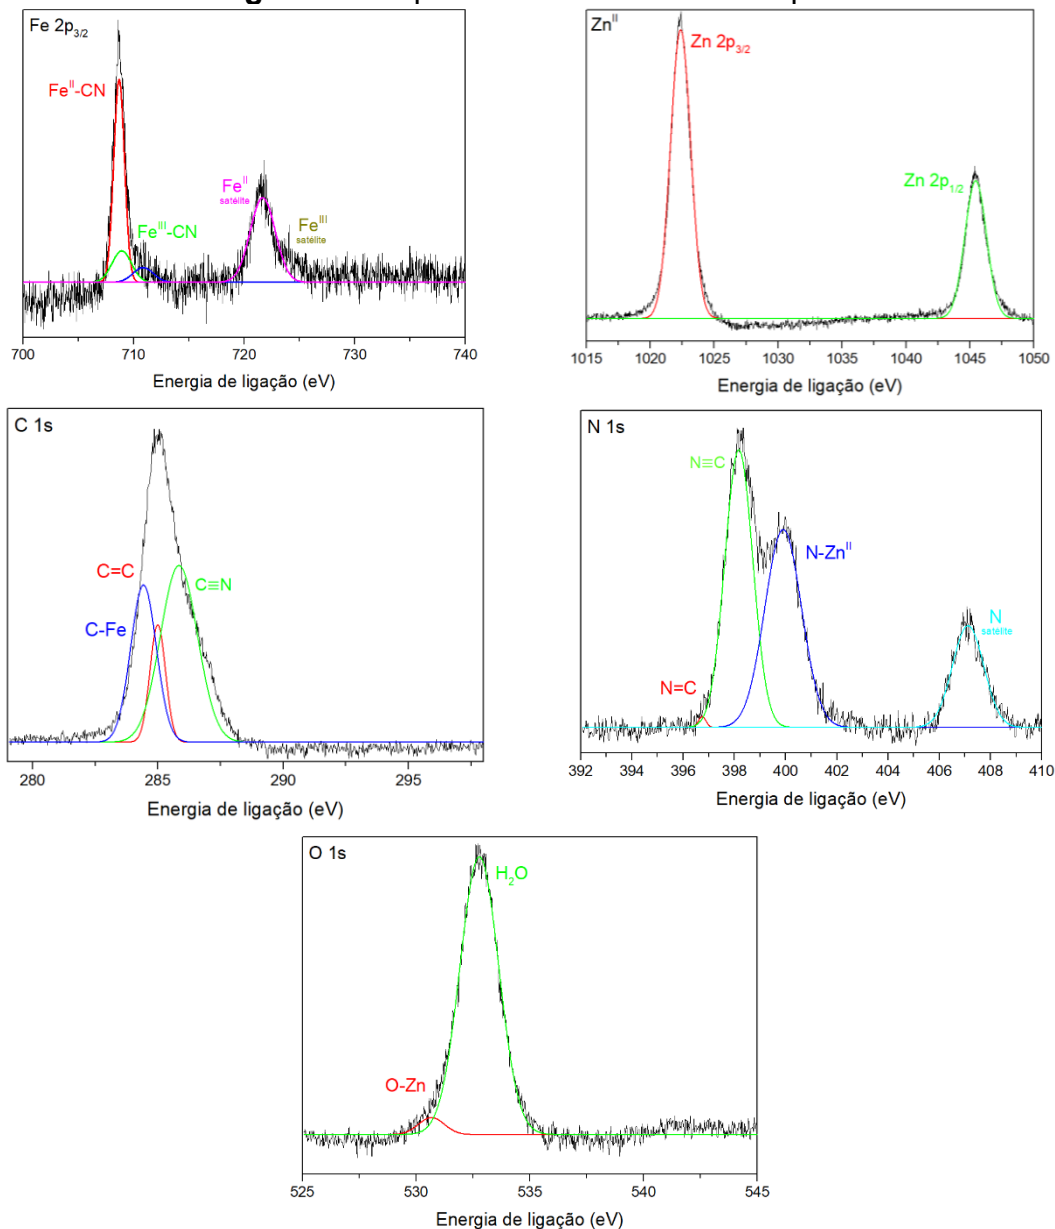 Fe 2p3/2
FeII-CN
FeIII-CN
FeII
satélite
FeIII
satélite
700 710 720 730 740
Energia de ligação (eV)
ZnII
Zn 2p3/2
Zn 2p1/2
1015 1020 1025 1030 1035 1040 1045 1050
Energia de ligação (eV)
C 1s
C=C
C≡N
C-Fe
280 285 290 295
Energia de ligação (eV)
N 1s
N≡C
N-ZnII
N
satélite
N=C
392 394 396 398 400 402 404 406 408 410
Energia de ligação (eV)
O 1s
H2O
O-Zn
525 530 535 540 545
Energia de ligação (eV)